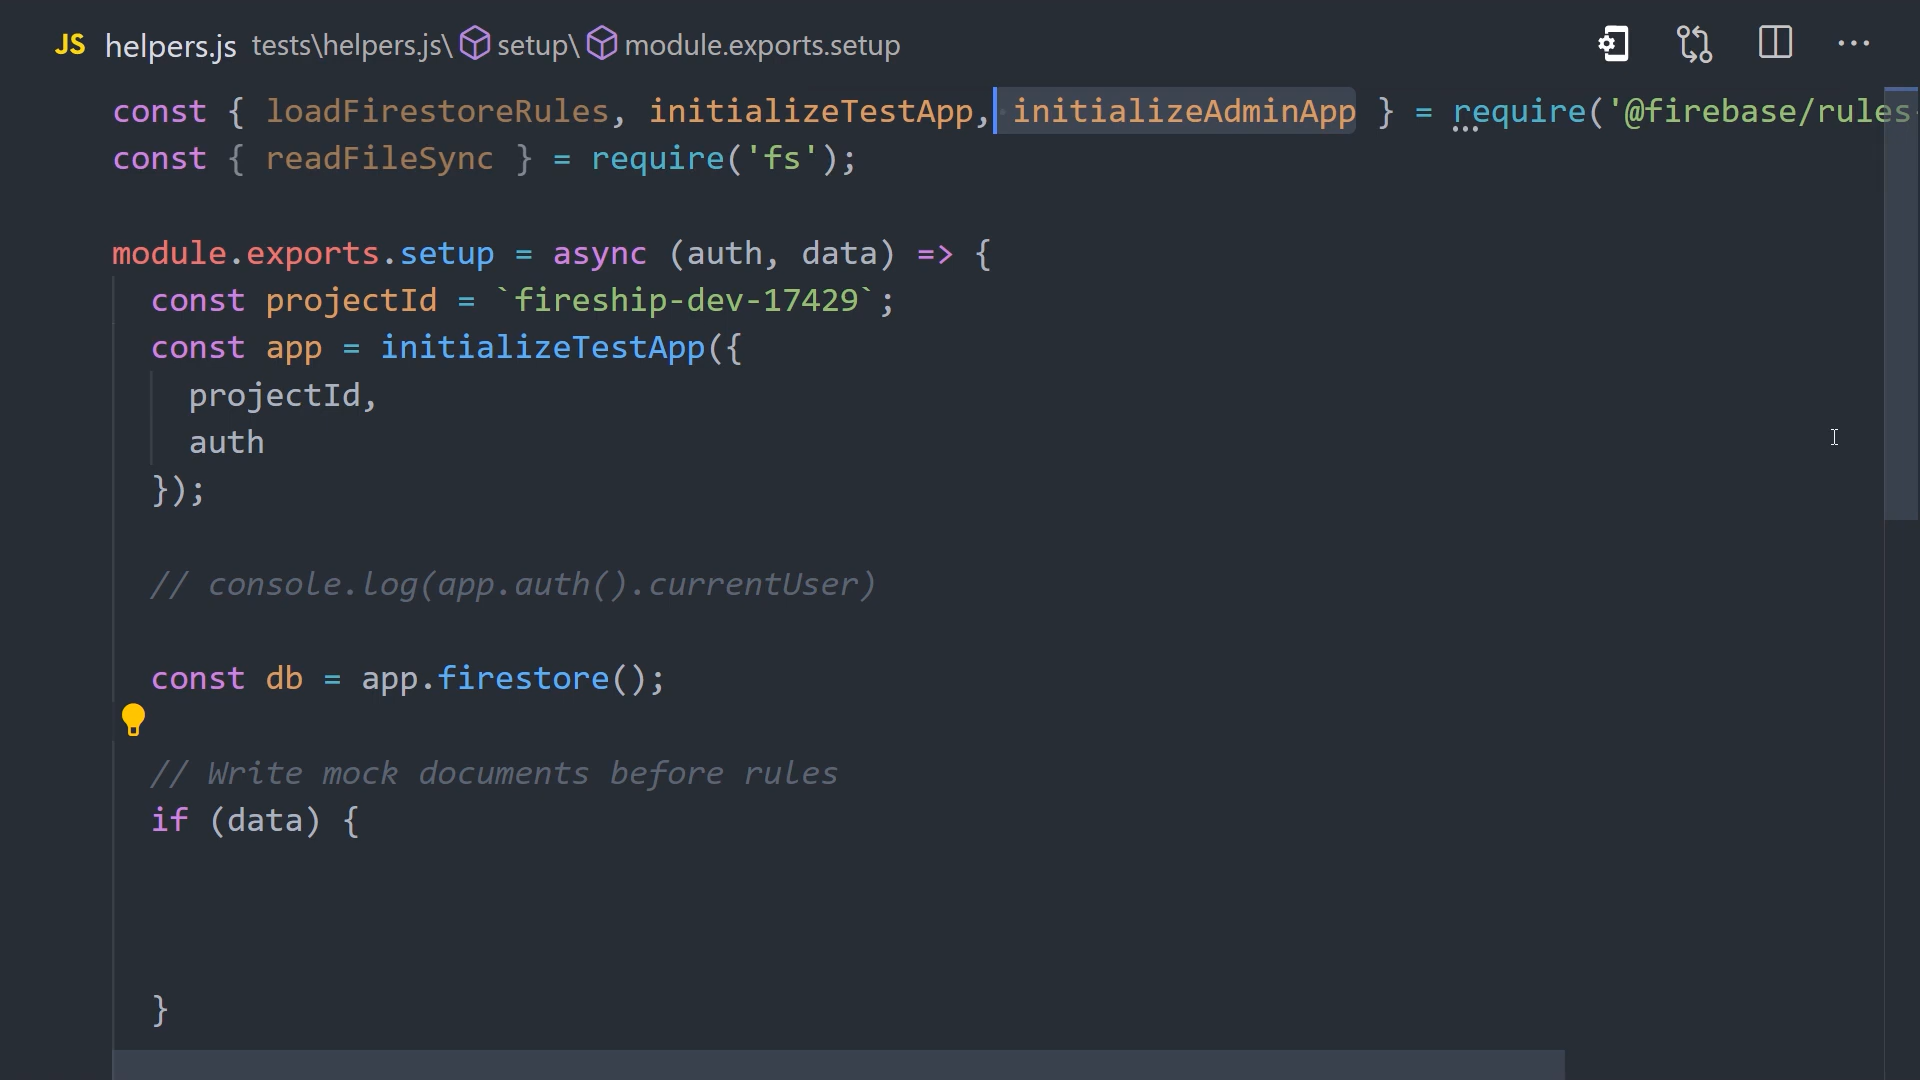 JS helpers.js tests\helpers.js\ setup\ module.exports.setup
const { loadFirestoreRules, initializeTestApp, initializeAdminApp } = require('@firebase/rules-
const { readFileSync } = require('fs');
module.exports.setup = async (auth, data) => {
const projectId = `fireship-dev-17429`;
const app = initializeTestApp({
projectId,
auth
});
// console.log(app.auth().currentUser)
const db = app.firestore();
// Write mock documents before rules
if (data) {
}